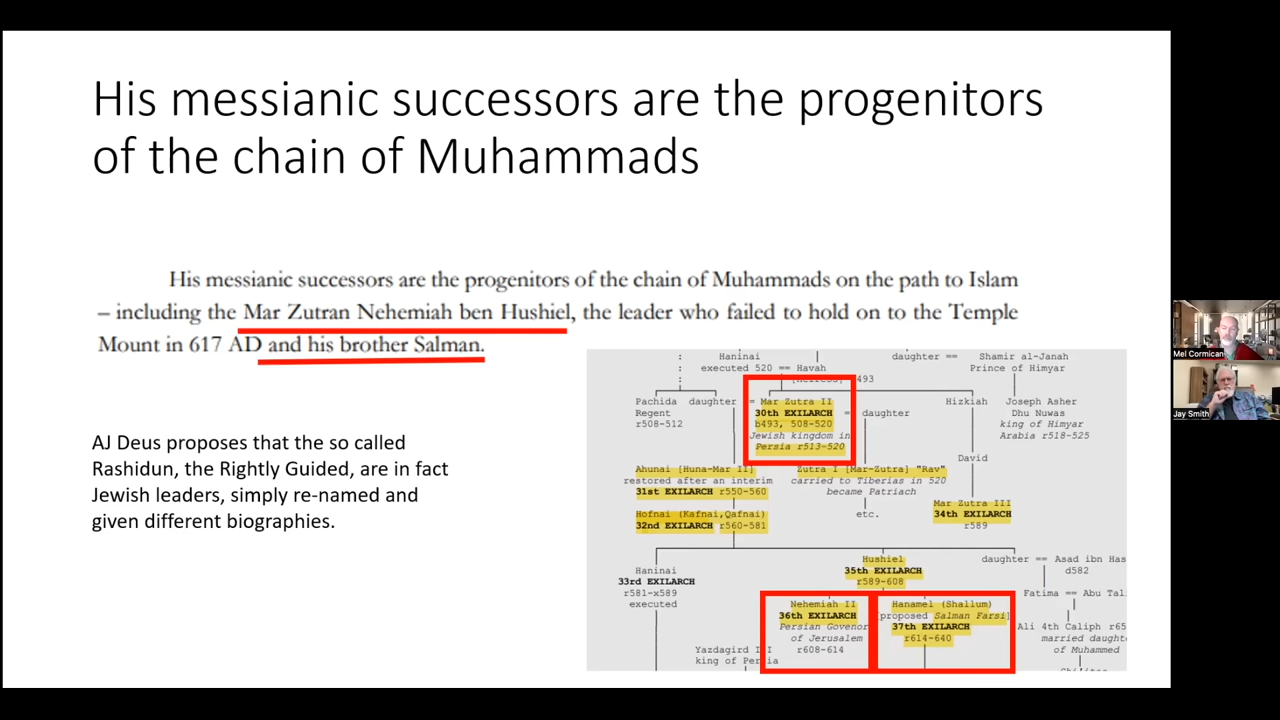 His messianic successors are the progenitors
of the chain of Muhammads
His messianic successors are the progenitors of the chain of Muhammads on the path to Islam
– including the Mar Zutran Nehemiah ben Hushiel, the leader who failed to hold on to the Temple
Mount in 617 AD and his brother Salman.
AJ Deus proposes that the so called
Rashidun, the Rightly Guided, are in fact
Jewish leaders, simply re-named and
given different biographies.
: Haninai daughter == Shamir al-Janah
: executed 520 == Havah Prince of Himyar
: 493
Pachida daughter = Mar Zutra II Hizkiah Joseph Asher
Regent 30th EXILARCH = daughter Dhu Nuwas
r508-512 b493, 508-520 king of Himyar
Jewish kingdom in Arabia r518-525
Persia r513-520
David
Ahunai [Huna-Mar II] Zutra I [Mar-Zutra] "Rav"
restored after an interim carried to Tiberias in 520
31st EXILARCH r550-560 became Patriach
Mar Zutra III
Hofnai (Kafnai,Qafnai) etc. 34th EXILARCH
32nd EXILARCH r560-581 r589
Hushiel daughter == Asad ibn Has
Haninai 35th EXILARCH d582
33rd EXILARCH r589-608
r581-x589 Fatima == Abu Tal
executed Nehemiah II Hanamel (Shallum)
36th EXILARCH [proposed Salman Farsi]
Persian Govenor 37th EXILARCH Ali 4th Caliph r65
of Jerusalem r614-640 married daught
Yazdagird r608-614 of Muhammed
king of Persia
Mel Cormican
Jay Smith